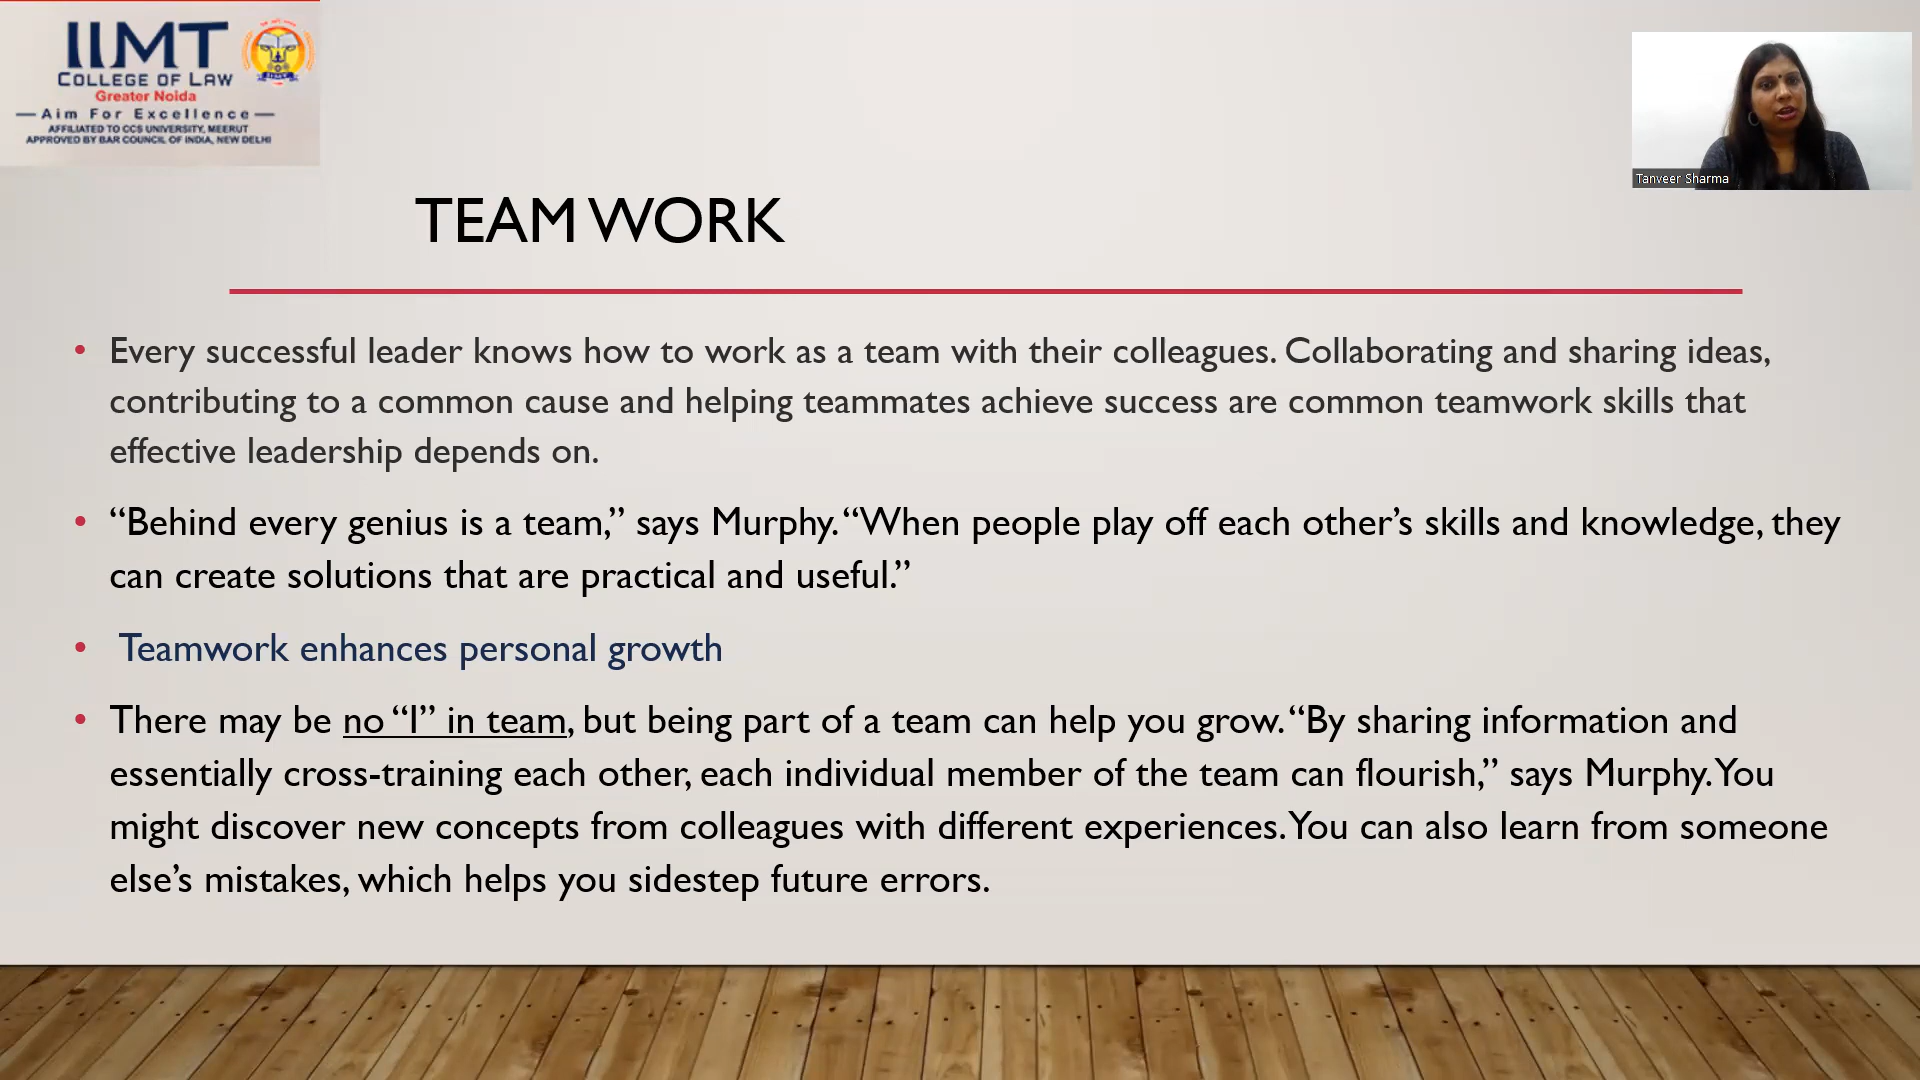 IIMT
COLLEGE OF LAW
Greater Noida
Aim For Excellence
AFFILIATED TO CCS UNIVERSITY, MEERUT
APPROVED BY BAR COUNCIL OF INDIA, NEW DELHI
Tanveer Sharma
TEAM WORK
• Every successful leader knows how to work as a team with their colleagues. Collaborating and sharing ideas,
contributing to a common cause and helping teammates achieve success are common teamwork skills that
effective leadership depends on.
• “Behind every genius is a team,” says Murphy. “When people play off each other’s skills and knowledge, they
can create solutions that are practical and useful.”
• Teamwork enhances personal growth
• There may be no “I” in team, but being part of a team can help you grow. “By sharing information and
essentially cross-training each other, each individual member of the team can flourish,” says Murphy. You
might discover new concepts from colleagues with different experiences. You can also learn from someone
else’s mistakes, which helps you sidestep future errors.